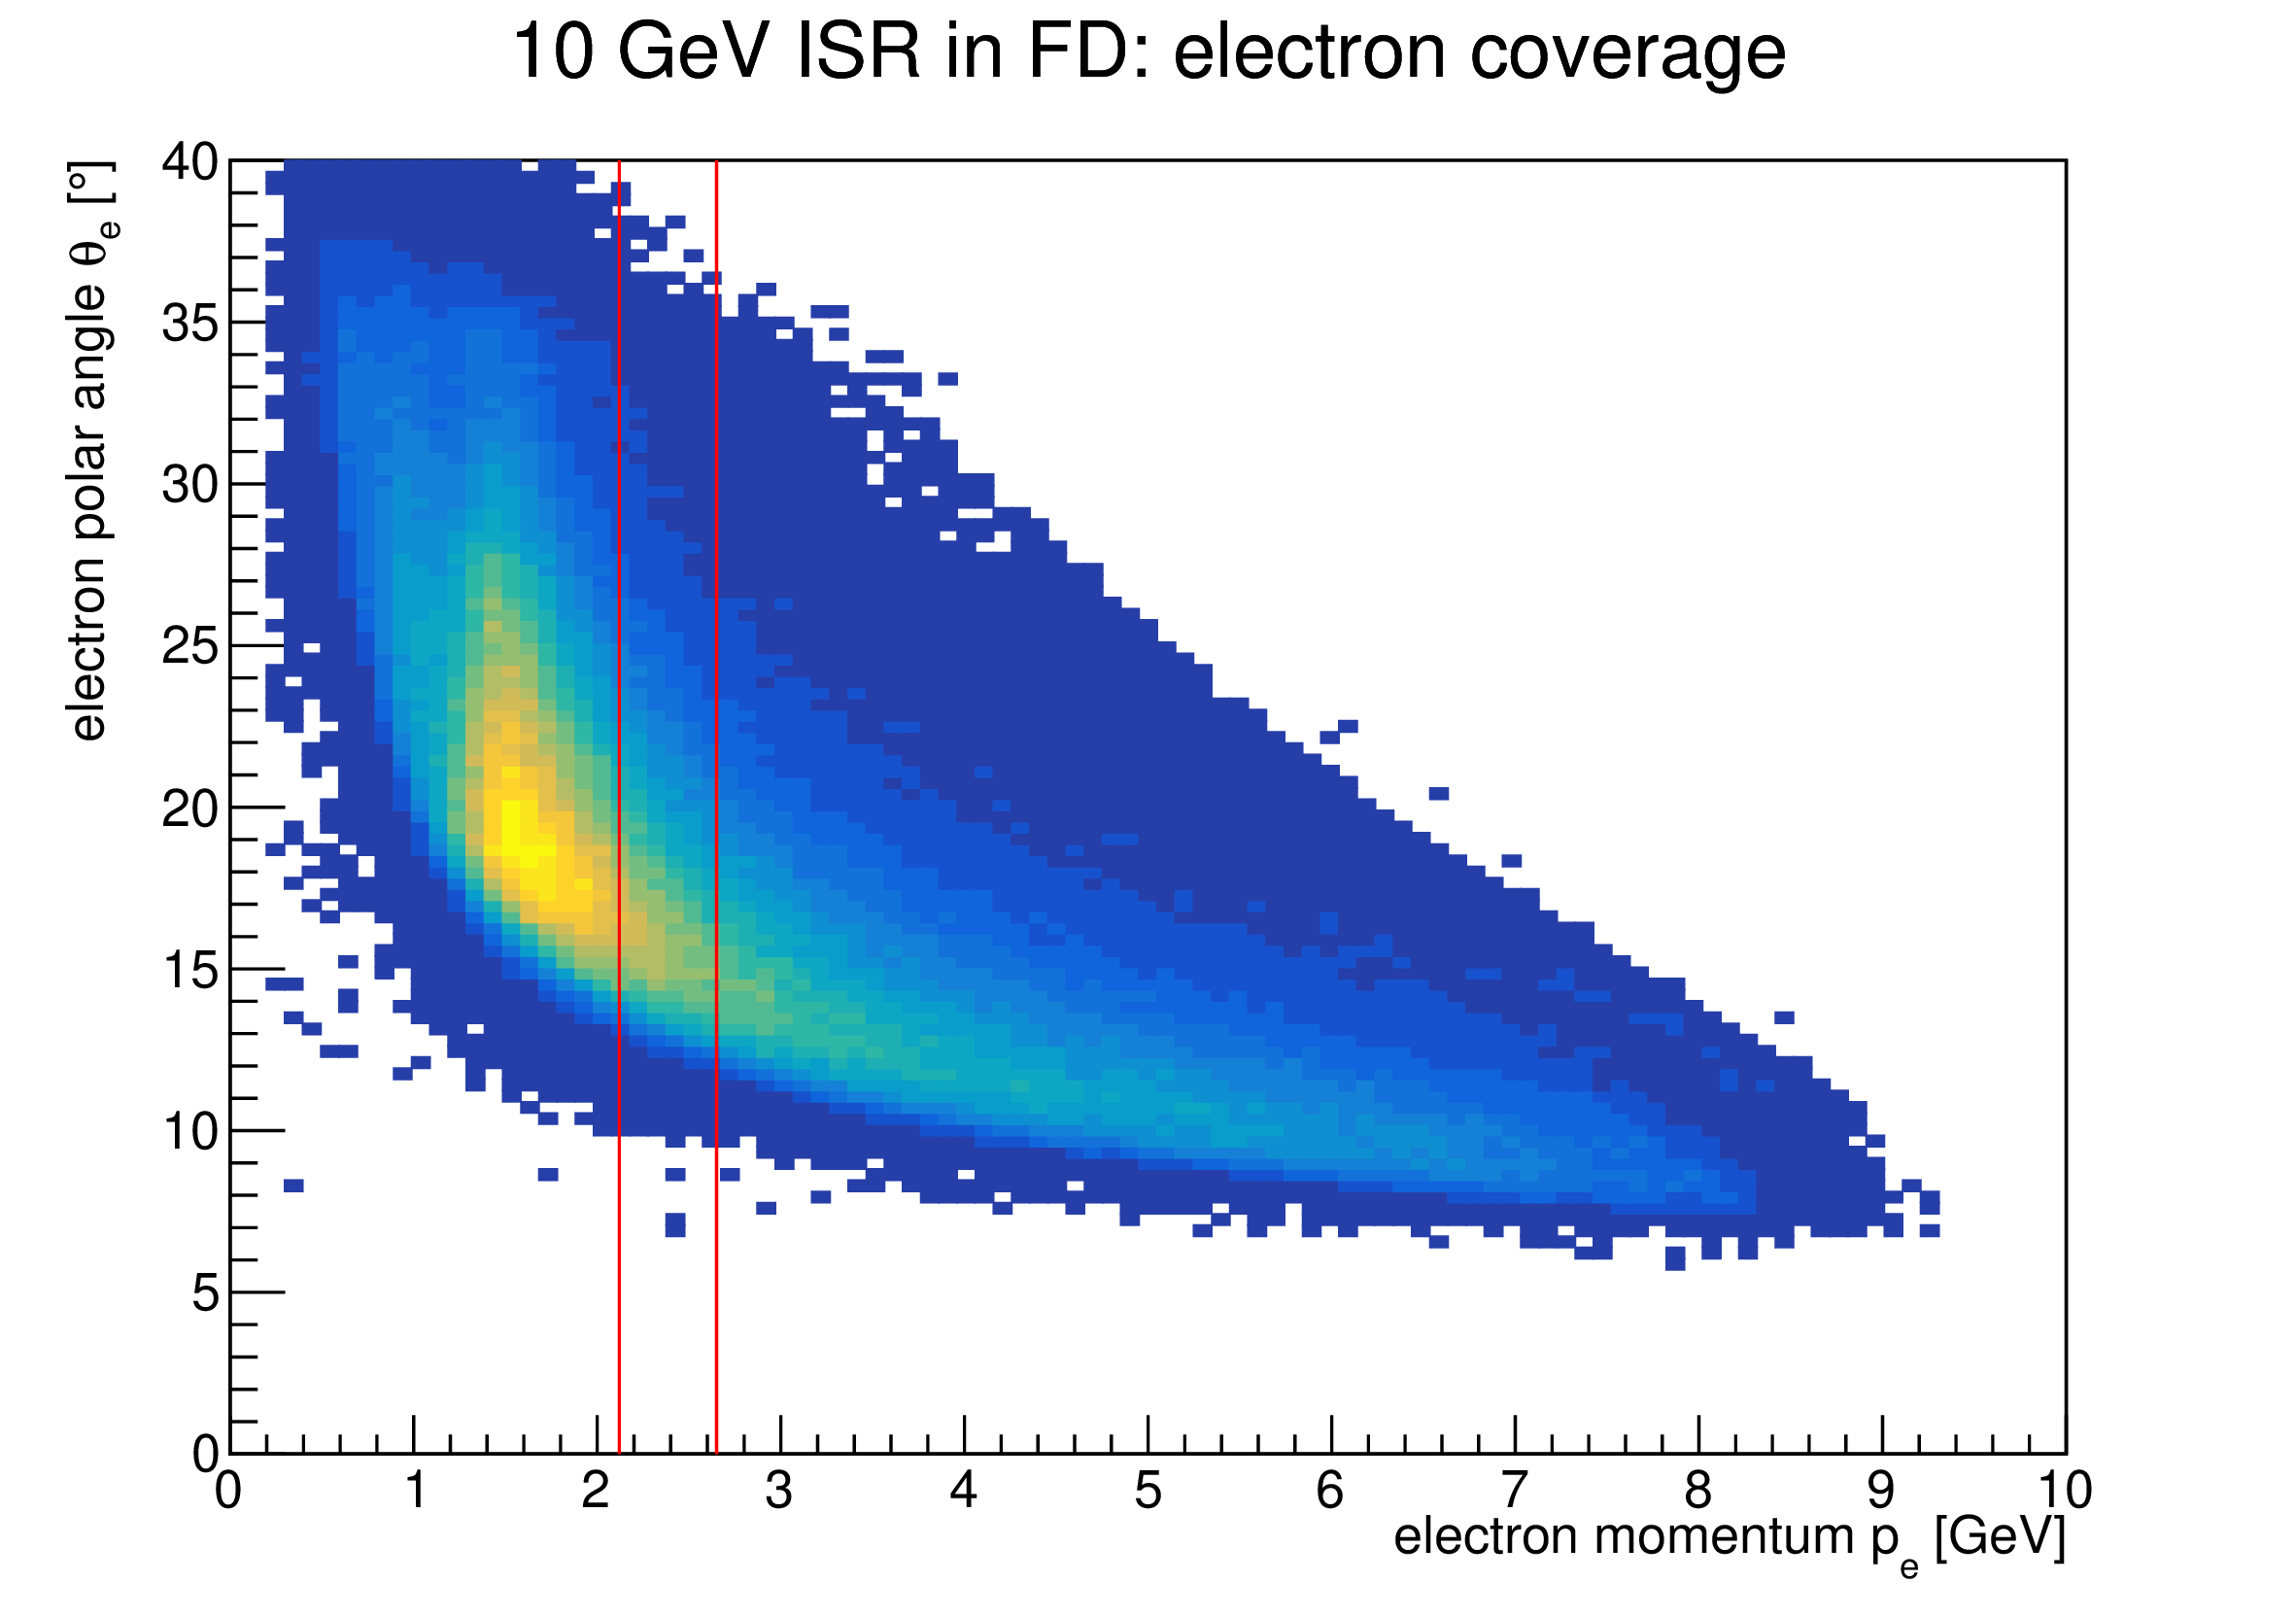 10 GeV ISR in FD: electron coverage
electron polar angle θe [°]
40
35
30
25
20
15
10
5
0
0 1 2 3 4 5 6 7 8 9 10
electron momentum pe [GeV]